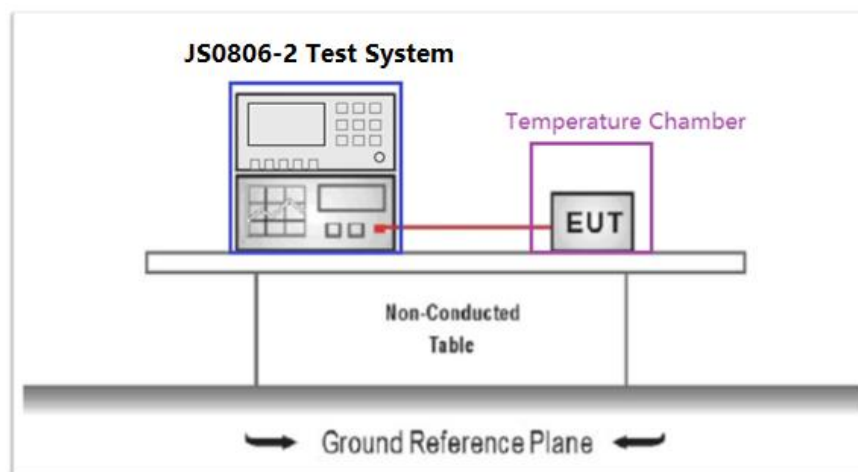 JS0806-2 Test System
Temperature Chamber
EUT
Non-Conducted
Table
Ground Reference Plane